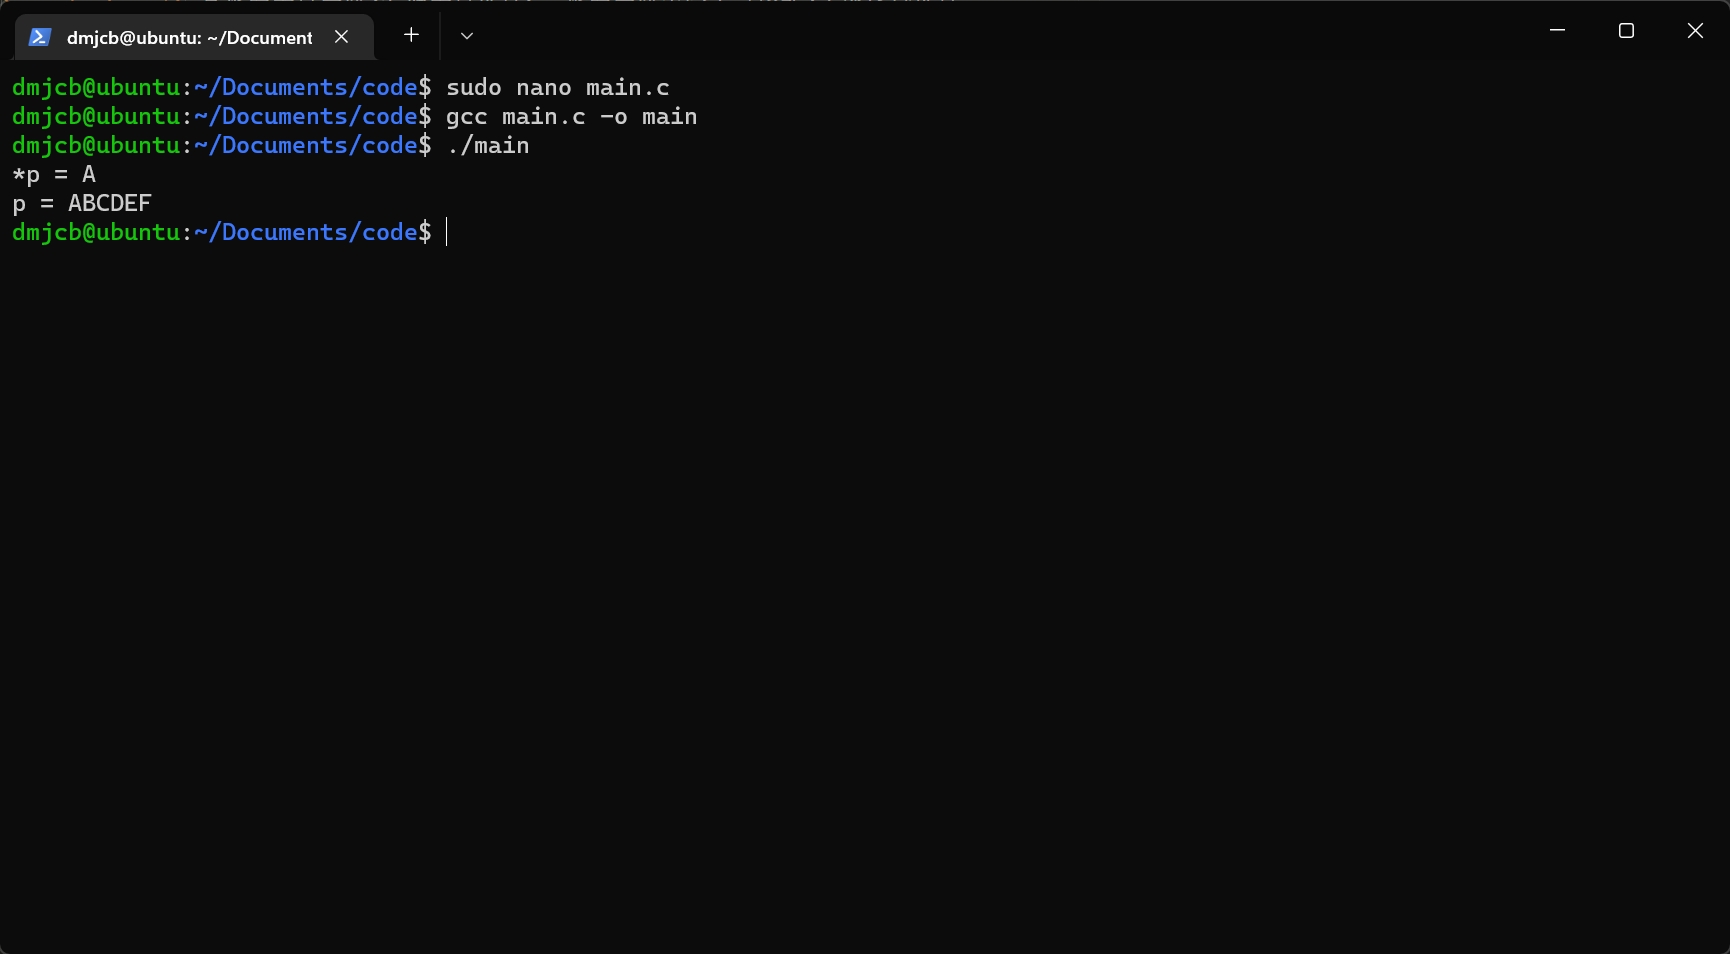 dmjcb@ubuntu: ~/Document
dmjcb@ubuntu:~/Documents/code$ sudo nano main.c
dmjcb@ubuntu:~/Documents/code$ gcc main.c -o main
dmjcb@ubuntu:~/Documents/code$ ./main
*p = A
p = ABCDEF
dmjcb@ubuntu:~/Documents/code$